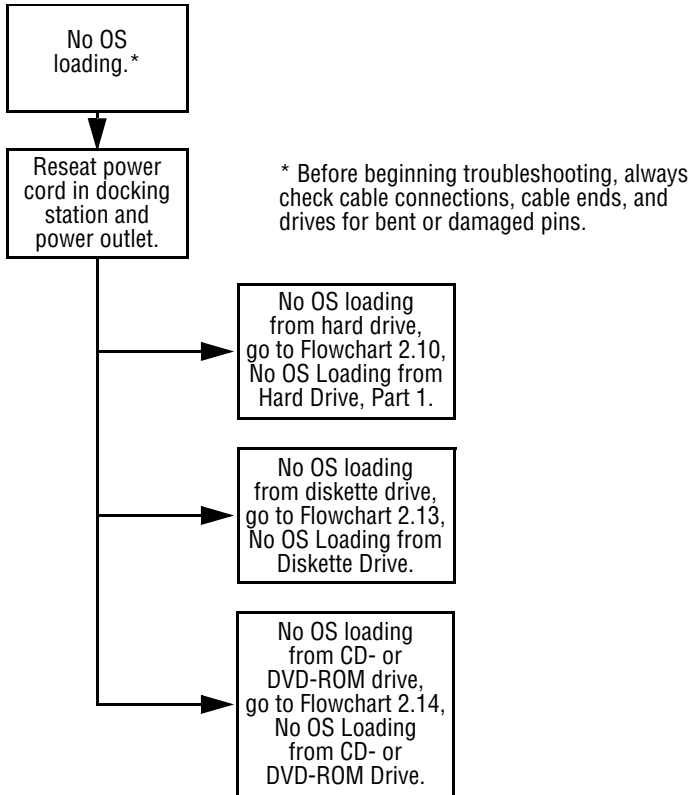 No OS
loading.*
Reseat power
cord in docking
station and
power outlet.
* Before beginning troubleshooting, always
check cable connections, cable ends, and
drives for bent or damaged pins.
No OS loading
from hard drive,
go to Flowchart 2.10,
No OS Loading from
Hard Drive, Part 1.
No OS loading
from diskette drive,
go to Flowchart 2.13,
No OS Loading from
Diskette Drive.
No OS loading
from CD- or
DVD-ROM drive,
go to Flowchart 2.14,
No OS Loading
from CD- or
DVD-ROM Drive.